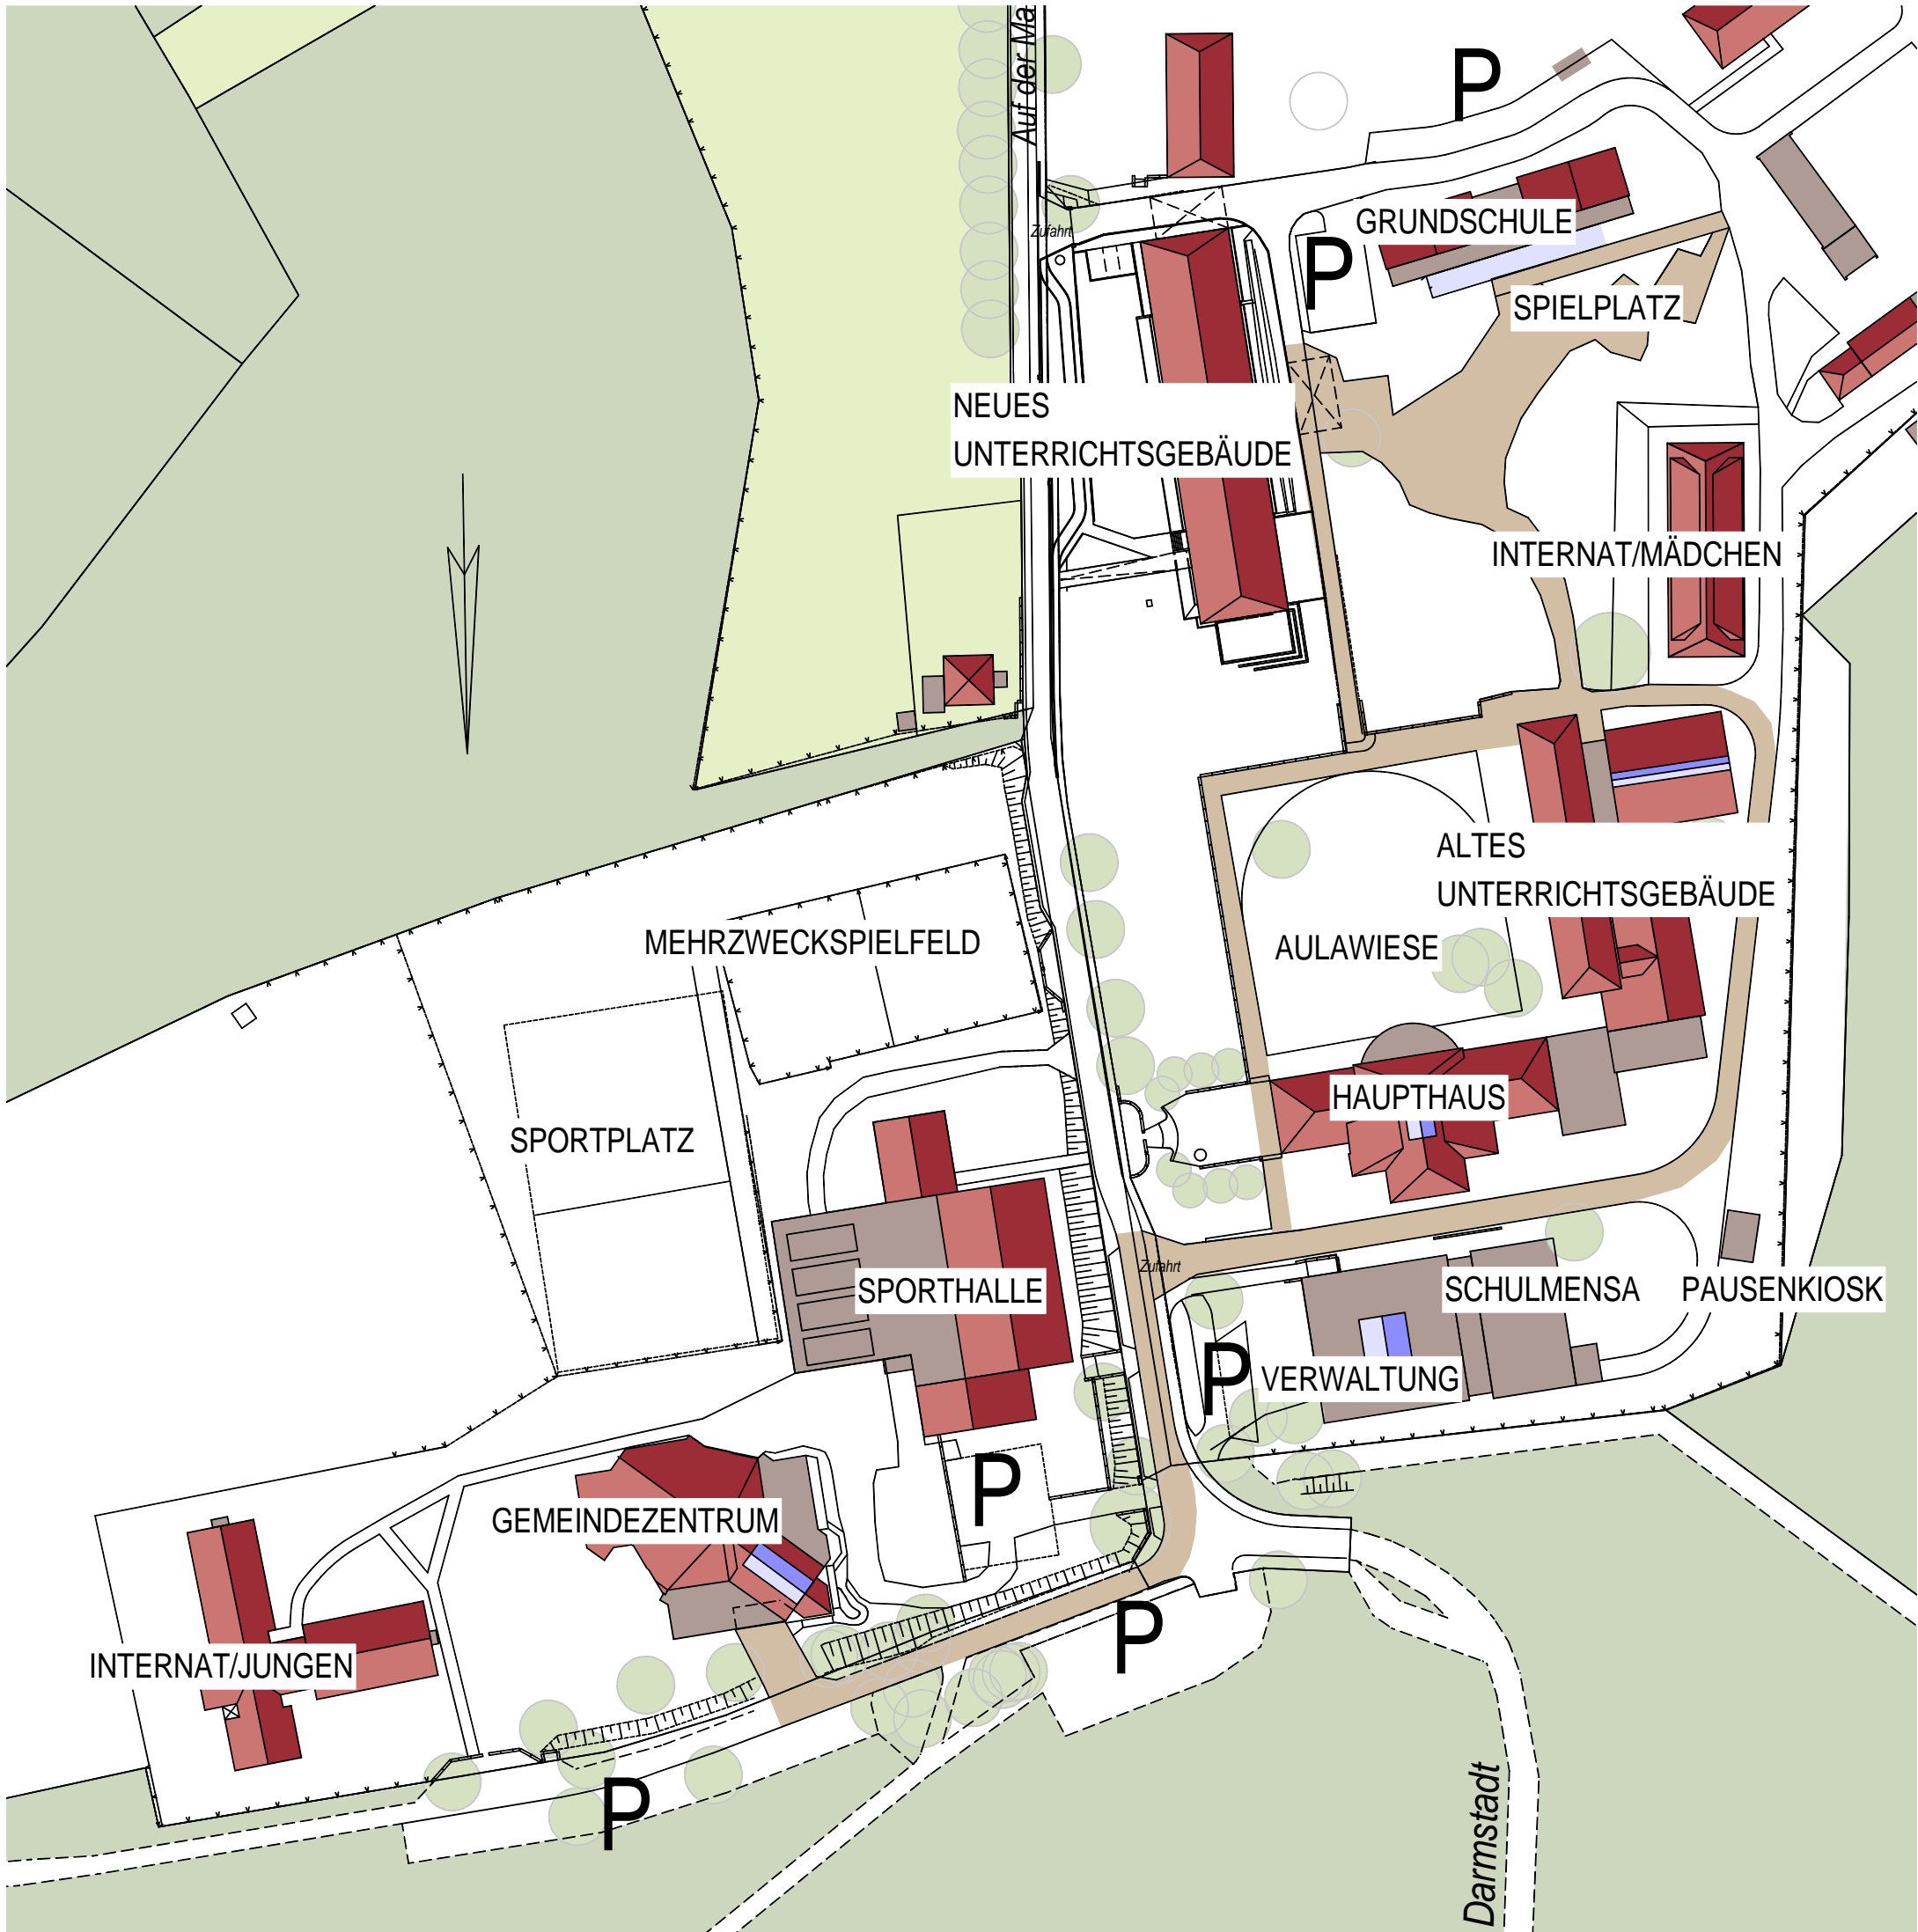 Auf der Ma
P
Zufahrt
GRUNDSCHULE
P
SPIELPLATZ
NEUES
UNTERRICHTSGEBÄUDE
INTERNAT/MÄDCHEN
ALTES
UNTERRICHTSGEBÄUDE
MEHRZWECKSPIELFELD
AULAWIESE
HAUPTHAUS
SPORTPLATZ
Zufahrt
SPORTHALLE
SCHULMENSA
PAUSENKIOSK
P
VERWALTUNG
P
GEMEINDEZENTRUM
P
INTERNAT/JUNGEN
P
Darmstadt